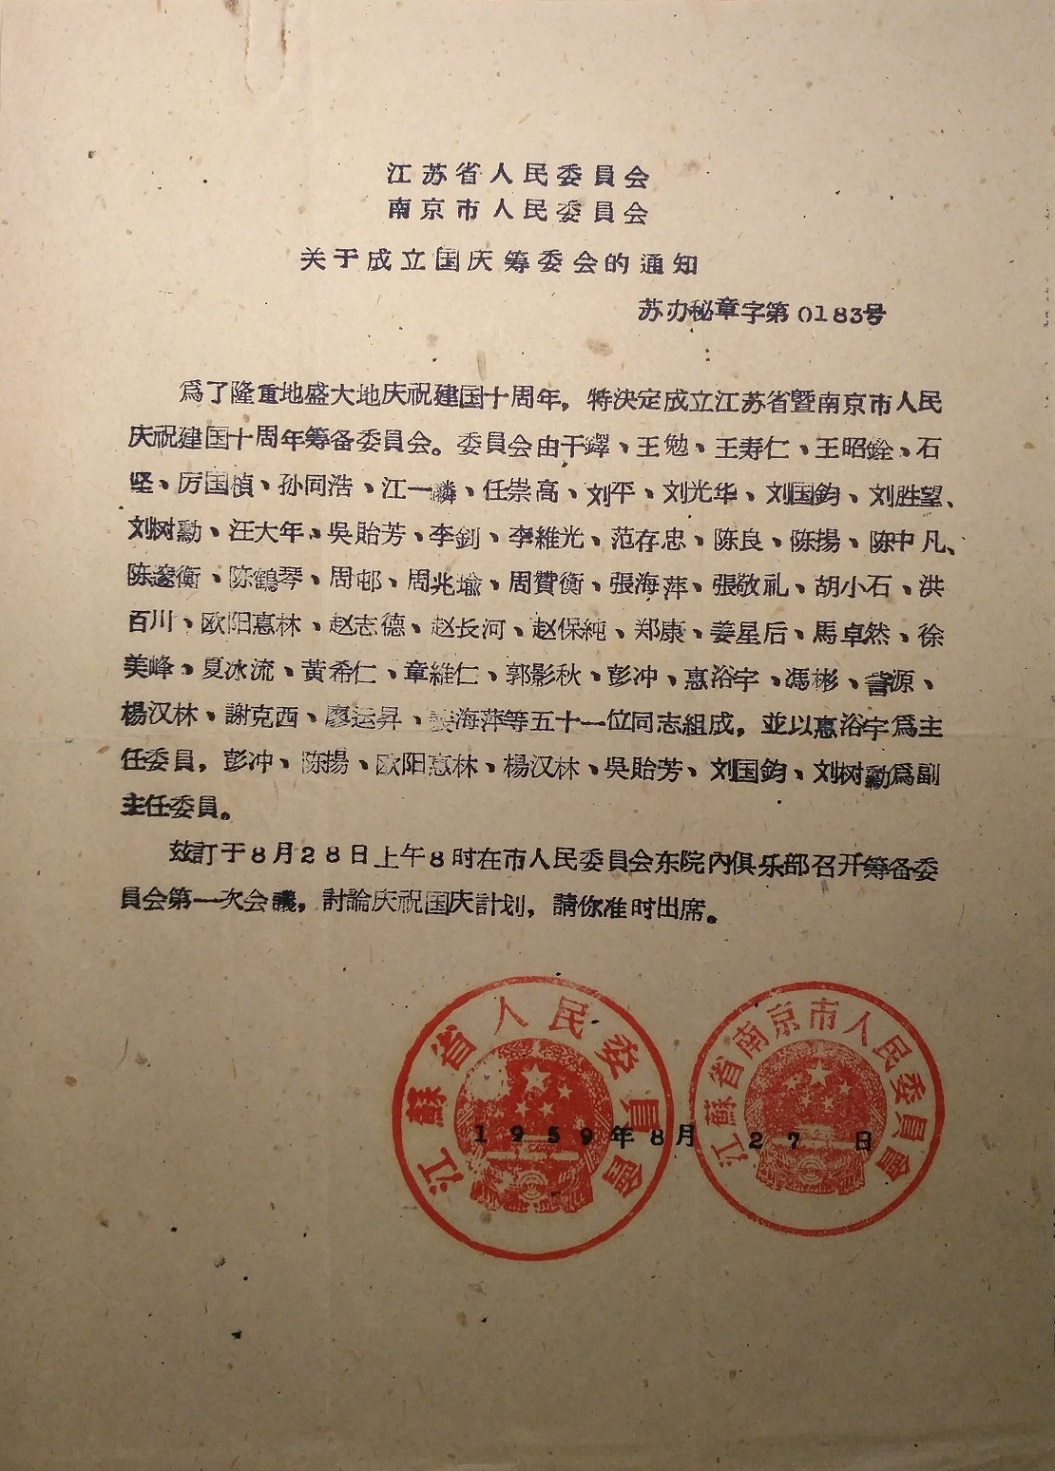 江苏省人民委員会
南京市人民委員会
关于成立国庆筹委会的通知
苏办秘章字第0183号
爲了隆重地盛大地庆祝建国十周年，特決定成立江苏省暨南京市人民
庆祝建国十周年筹备委員会。委員会由干鐸、王勉、王寿仁、王昭銓、石
坚、厉国楨、孙同浩、江一麟、任崇高、刘平、刘光华、刘国鈞、刘胜望、
刘树勳、汪大年、吳貽芳、李釗、李維光、范存忠、陈良、陈揚、陈中凡、
陈邃衡、陈鶴琴、周邨、周兆瑜、周贊衡、張海萍、張敬礼、胡小石、洪
百川、欧阳惠林、赵志德、赵长河、赵保純、郑康、姜星后、馬卓然、徐
美峰、夏冰流、黃希仁、章維仁、郭影秋、彭冲、惠浴宇、馮彬、源、
楊汉林、謝克西、廖运昇、海萍等五十一位同志組成，並以惠浴宇爲主
任委員，彭冲、陈揚、欧阳惠林、楊汉林、吳貽芳、刘国鈞、刘树勳爲副
主任委員。
玆訂于8月28日上午8时在市人民委員会东院內俱乐部召开筹备委
員会第一次会議，討論庆祝国庆計划，請你准时出席。
江蘇省人民委員會
江蘇省南京市人民委員會
1959年8月27日